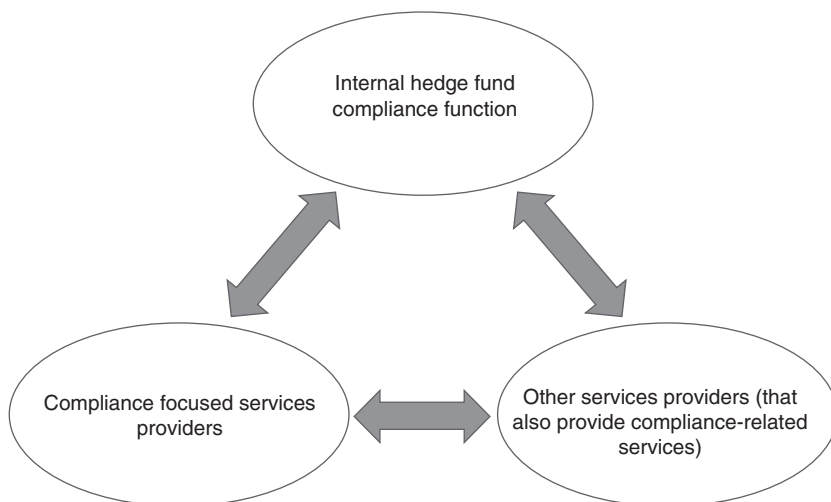 Internal hedge fund
compliance function
Compliance focused services
providers
Other services providers (that
also provide compliance-related
services)